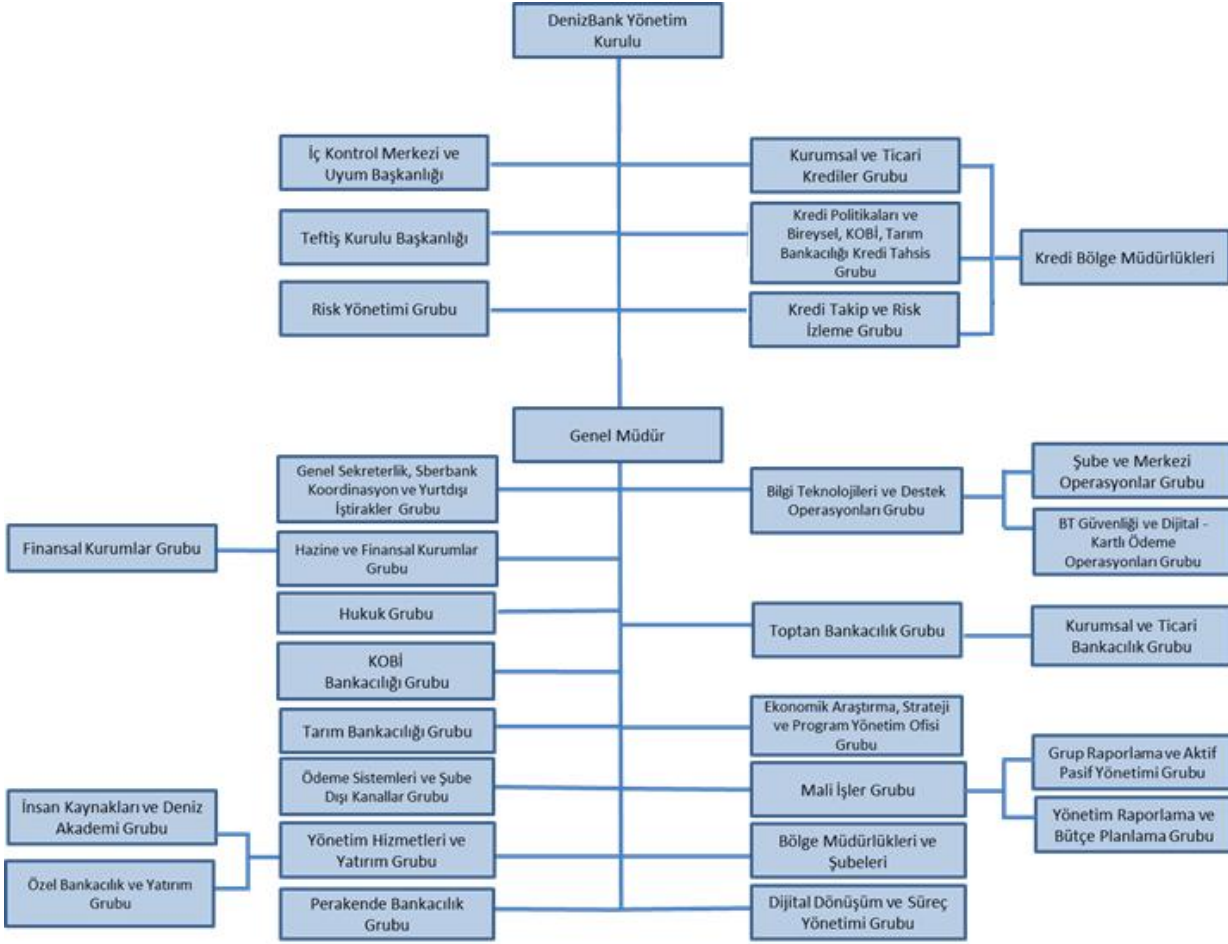 DenizBank Yönetim
Kurulu
İç Kontrol Merkezi ve
Uyum Başkanlığı
Kurumsal ve Ticari
Krediler Grubu
Teftiş Kurulu Başkanlığı
Kredi Politikaları ve
Bireysel, KOBİ, Tarım
Bankacılığı Kredi Tahsis
Grubu
Kredi Bölge Müdürlükleri
Risk Yönetimi Grubu
Kredi Takip ve Risk
İzleme Grubu
Genel Müdür
Genel Sekreterlik, Sberbank
Koordinasyon ve Yurtdışı
İştirakler Grubu
Bilgi Teknolojileri ve Destek
Operasyonları Grubu
Şube ve Merkezi
Operasyonlar Grubu
BT Güvenliği ve Dijital -
Kartlı Ödeme
Operasyonları Grubu
Finansal Kurumlar Grubu
Hazine ve Finansal Kurumlar
Grubu
Hukuk Grubu
Toptan Bankacılık Grubu
Kurumsal ve Ticari
Bankacılık Grubu
KOBİ
Bankacılığı Grubu
Tarım Bankacılığı Grubu
Ekonomik Araştırma, Strateji
ve Program Yönetim Ofisi
Grubu
Ödeme Sistemleri ve Şube
Dışı Kanallar Grubu
Mali İşler Grubu
Grup Raporlama ve Aktif
Pasif Yönetimi Grubu
Yönetim Raporlama ve
Bütçe Planlama Grubu
İnsan Kaynakları ve Deniz
Akademi Grubu
Yönetim Hizmetleri ve
Yatırım Grubu
Bölge Müdürlükleri ve
Şubeleri
Özel Bankacılık ve Yatırım
Grubu
Perakende Bankacılık
Grubu
Dijital Dönüşüm ve Süreç
Yönetimi Grubu